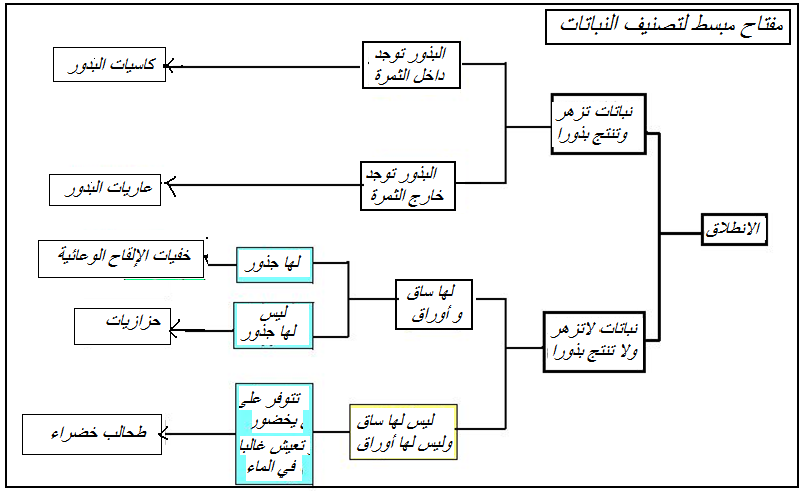 مفتاح مبسط لتصنيف النباتات
الانطلاق
نباتات تزهر
وتنتج بذورا
البذور توجد
داخل الثمرة
كاسيات البذور
البذور توجد
خارج الثمرة
عاريات البذور
نباتات لاتزهر
ولا تنتج بذورا
لها ساق
و أوراق
لها جذور
خفيات الإلقاح الوعائية
ليس
لها جذور
حزازيات
ليس لها ساق
وليس لها أوراق
تتوفر على
يخضور
تعيش غالبا
في الماء
طحالب خضراء